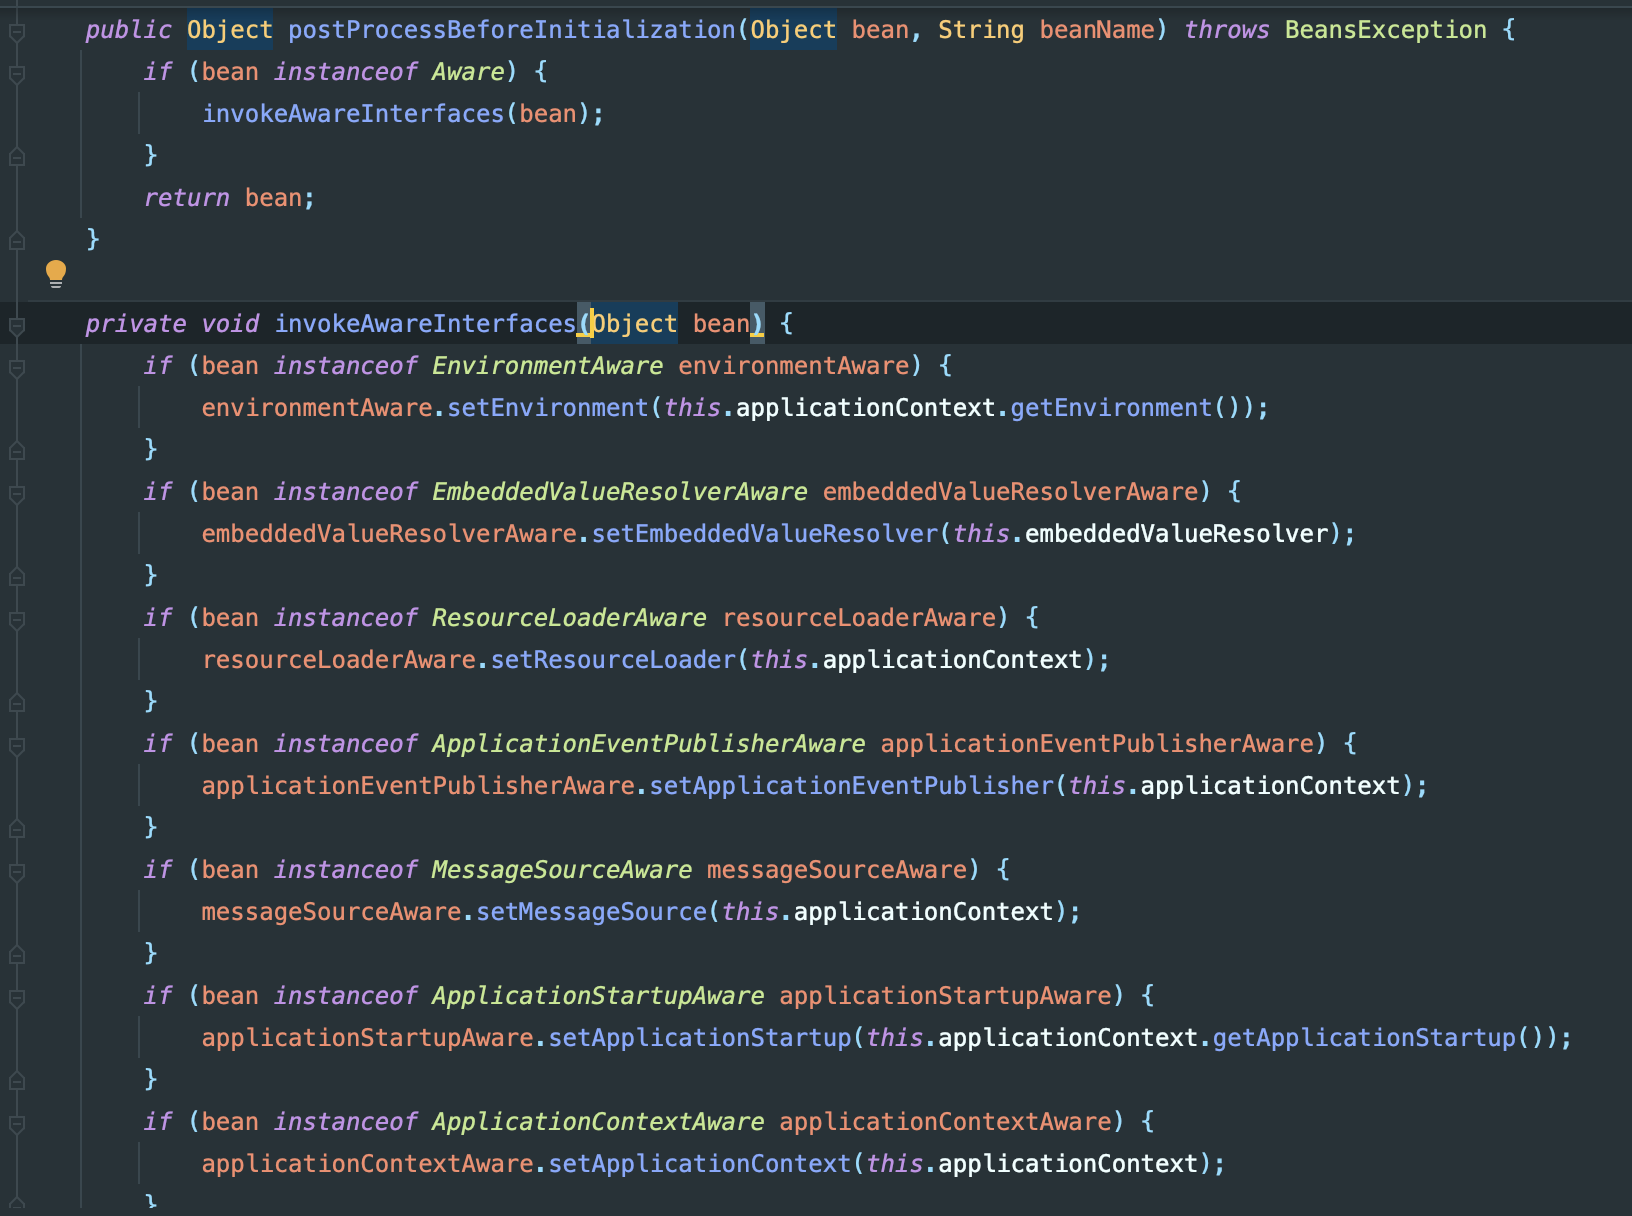 public Object postProcessBeforeInitialization(Object bean, String beanName) throws BeansException {
if (bean instanceof Aware) {
invokeAwareInterfaces(bean);
}
return bean;
}
private void invokeAwareInterfaces(Object bean) {
if (bean instanceof EnvironmentAware environmentAware) {
environmentAware.setEnvironment(this.applicationContext.getEnvironment());
}
if (bean instanceof EmbeddedValueResolverAware embeddedValueResolverAware) {
embeddedValueResolverAware.setEmbeddedValueResolver(this.embeddedValueResolver);
}
if (bean instanceof ResourceLoaderAware resourceLoaderAware) {
resourceLoaderAware.setResourceLoader(this.applicationContext);
}
if (bean instanceof ApplicationEventPublisherAware applicationEventPublisherAware) {
applicationEventPublisherAware.setApplicationEventPublisher(this.applicationContext);
}
if (bean instanceof MessageSourceAware messageSourceAware) {
messageSourceAware.setMessageSource(this.applicationContext);
}
if (bean instanceof ApplicationStartupAware applicationStartupAware) {
applicationStartupAware.setApplicationStartup(this.applicationContext.getApplicationStartup());
}
if (bean instanceof ApplicationContextAware applicationContextAware) {
applicationContextAware.setApplicationContext(this.applicationContext);
}